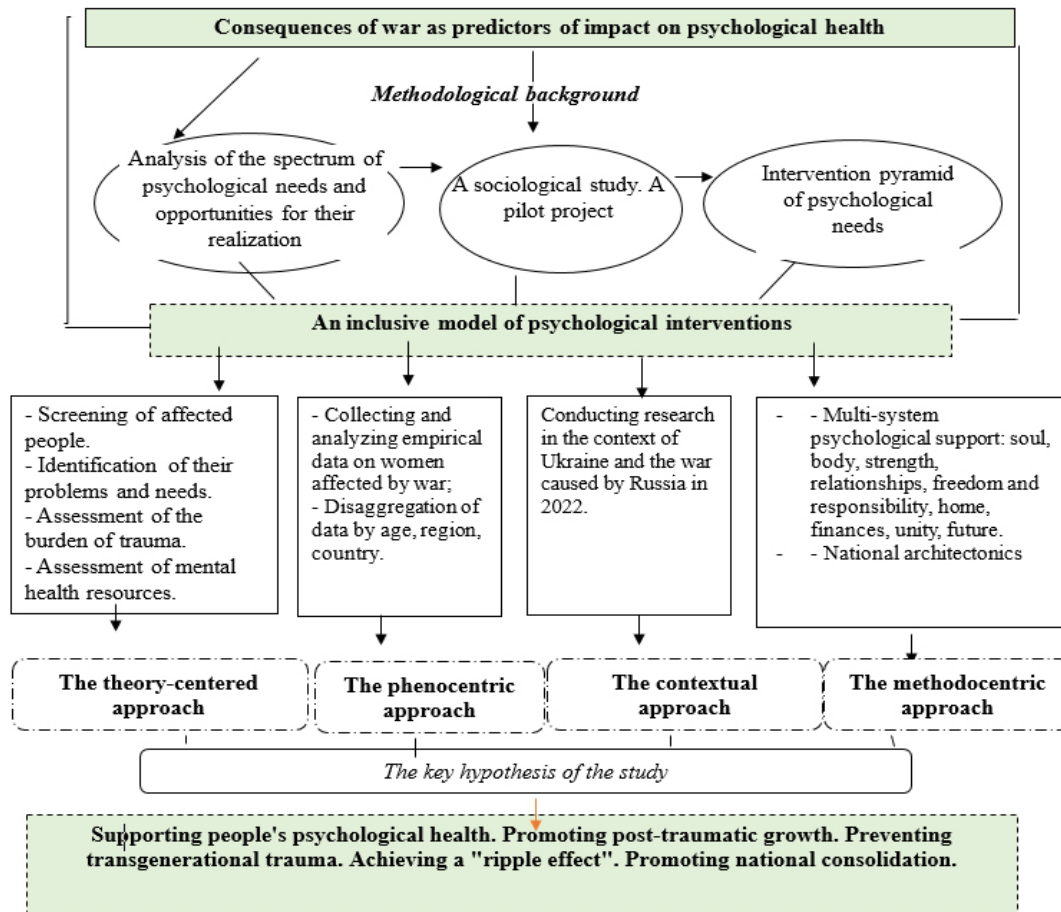 Consequences of war as predictors of impact on psychological health
Methodological background
Analysis of the spectrum of
psychological needs and
opportunities for their
realization
A sociological study. A
pilot project
Intervention pyramid
of psychological
needs
An inclusive model of psychological interventions
- Screening of affected
people.
- Identification of their
problems and needs.
- Assessment of the
burden of trauma.
- Assessment of mental
health resources.
- Collecting and
analyzing empirical
data on women
affected by war;
- Disaggregation of
data by age, region,
country.
Conducting research
in the context of
Ukraine and the war
caused by Russia in
2022.
- - Multi-system
psychological support: soul,
body, strength,
relationships, freedom and
responsibility, home,
finances, unity, future.
- - National architectonics
The theory-centered
approach
The phenocentric
approach
The contextual
approach
The methodocentric
approach
The key hypothesis of the study
Supporting people's psychological health. Promoting post-traumatic growth. Preventing
transgenerational trauma. Achieving a "ripple effect". Promoting national consolidation.